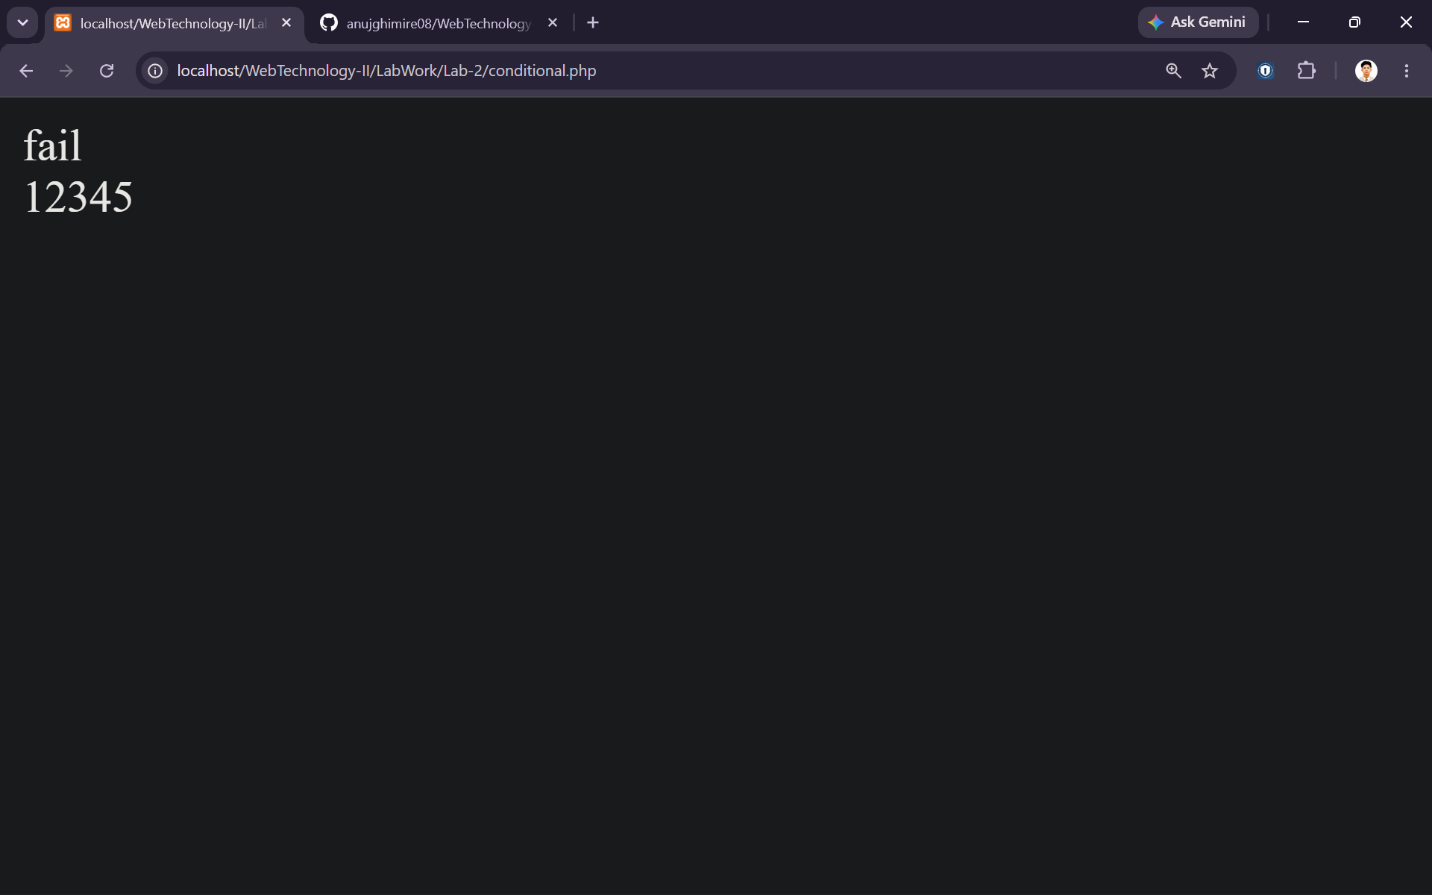 localhost/WebTechnology-II/La
anujghimire08/WebTechnology
Ask Gemini
localhost/WebTechnology-II/LabWork/Lab-2/conditional.php
fail
12345